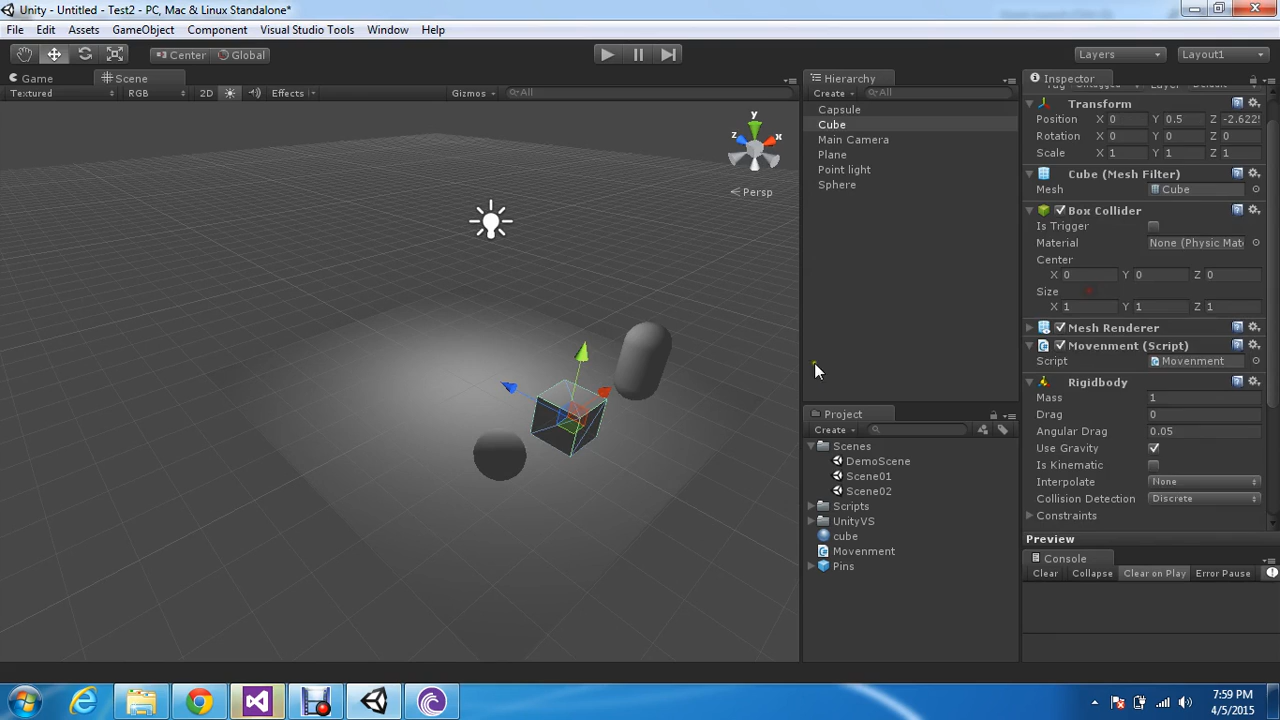 Unity - Untitled - Test2 - PC, Mac & Linux Standalone*
File Edit Assets GameObject Component Visual Studio Tools Window Help
Center Global Layers Layout1
Game Scene
Textured RGB 2D Effects Gizmos All
y
z x
Persp
Hierarchy
Create All
Capsule
Cube
Main Camera
Plane
Point light
Sphere
Project
Create
Scenes
DemoScene
Scene01
Scene02
Scripts
UnityVS
cube
Movenment
Pins
Inspector
Transform
Position X 0 Y 0.5 Z -2.622
Rotation X 0 Y 0 Z 0
Scale X 1 Y 1 Z 1
Cube (Mesh Filter)
Mesh Cube
Box Collider
Is Trigger
Material None (Physic Mat
Center
X 0 Y 0 Z 0
Size
X 1 Y 1 Z 1
Mesh Renderer
Movenment (Script)
Script Movenment
Rigidbody
Mass 1
Drag 0
Angular Drag 0.05
Use Gravity
Is Kinematic
Interpolate None
Collision Detection Discrete
Constraints
Preview
Console
Clear Collapse Clear on Play Error Pause
7:59 PM
4/5/2015